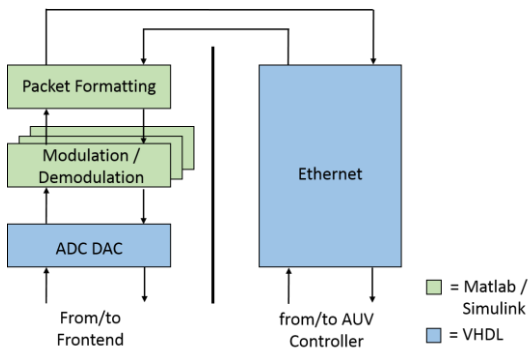 Packet Formatting
Modulation /
Demodulation
Ethernet
ADC DAC
From/to
Frontend
from/to AUV
Controller
= Matlab /
Simulink
= VHDL